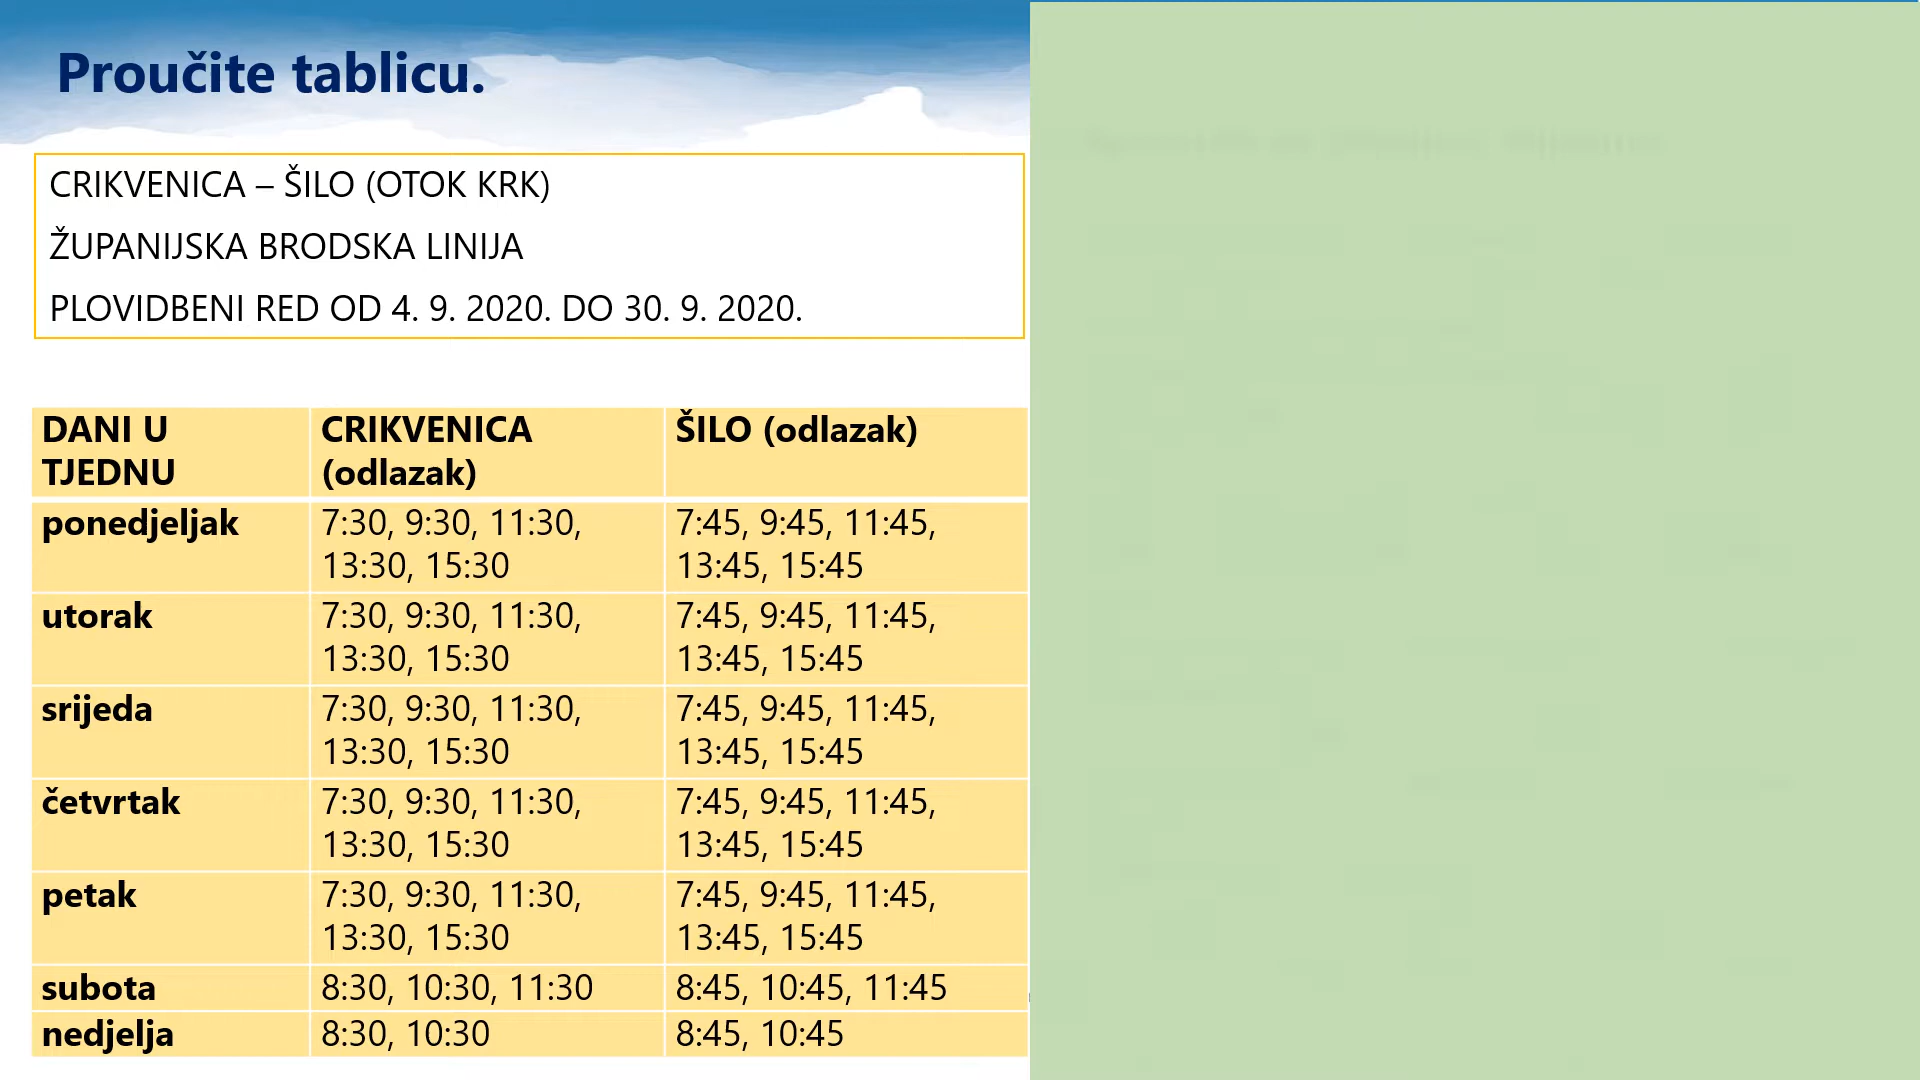 Proučite tablicu.
CRIKVENICA – ŠILO (OTOK KRK)
ŽUPANIJSKA BRODSKA LINIJA
PLOVIDBENI RED OD 4. 9. 2020. DO 30. 9. 2020.
DANI U
TJEDNU
CRIKVENICA
(odlazak)
ŠILO (odlazak)
ponedjeljak
7:30, 9:30, 11:30,
13:30, 15:30
7:45, 9:45, 11:45,
13:45, 15:45
utorak
7:30, 9:30, 11:30,
13:30, 15:30
7:45, 9:45, 11:45,
13:45, 15:45
srijeda
7:30, 9:30, 11:30,
13:30, 15:30
7:45, 9:45, 11:45,
13:45, 15:45
četvrtak
7:30, 9:30, 11:30,
13:30, 15:30
7:45, 9:45, 11:45,
13:45, 15:45
petak
7:30, 9:30, 11:30,
13:30, 15:30
7:45, 9:45, 11:45,
13:45, 15:45
subota
8:30, 10:30, 11:30
8:45, 10:45, 11:45
nedjelja
8:30, 10:30
8:45, 10:45